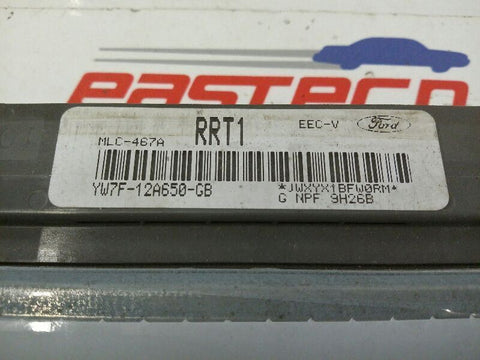 eastern
MLC-467A RRT1 EEC-V Ford
YW7F-12A650-GB *JWXYX1BFW0RM*
G NPF 9H26B